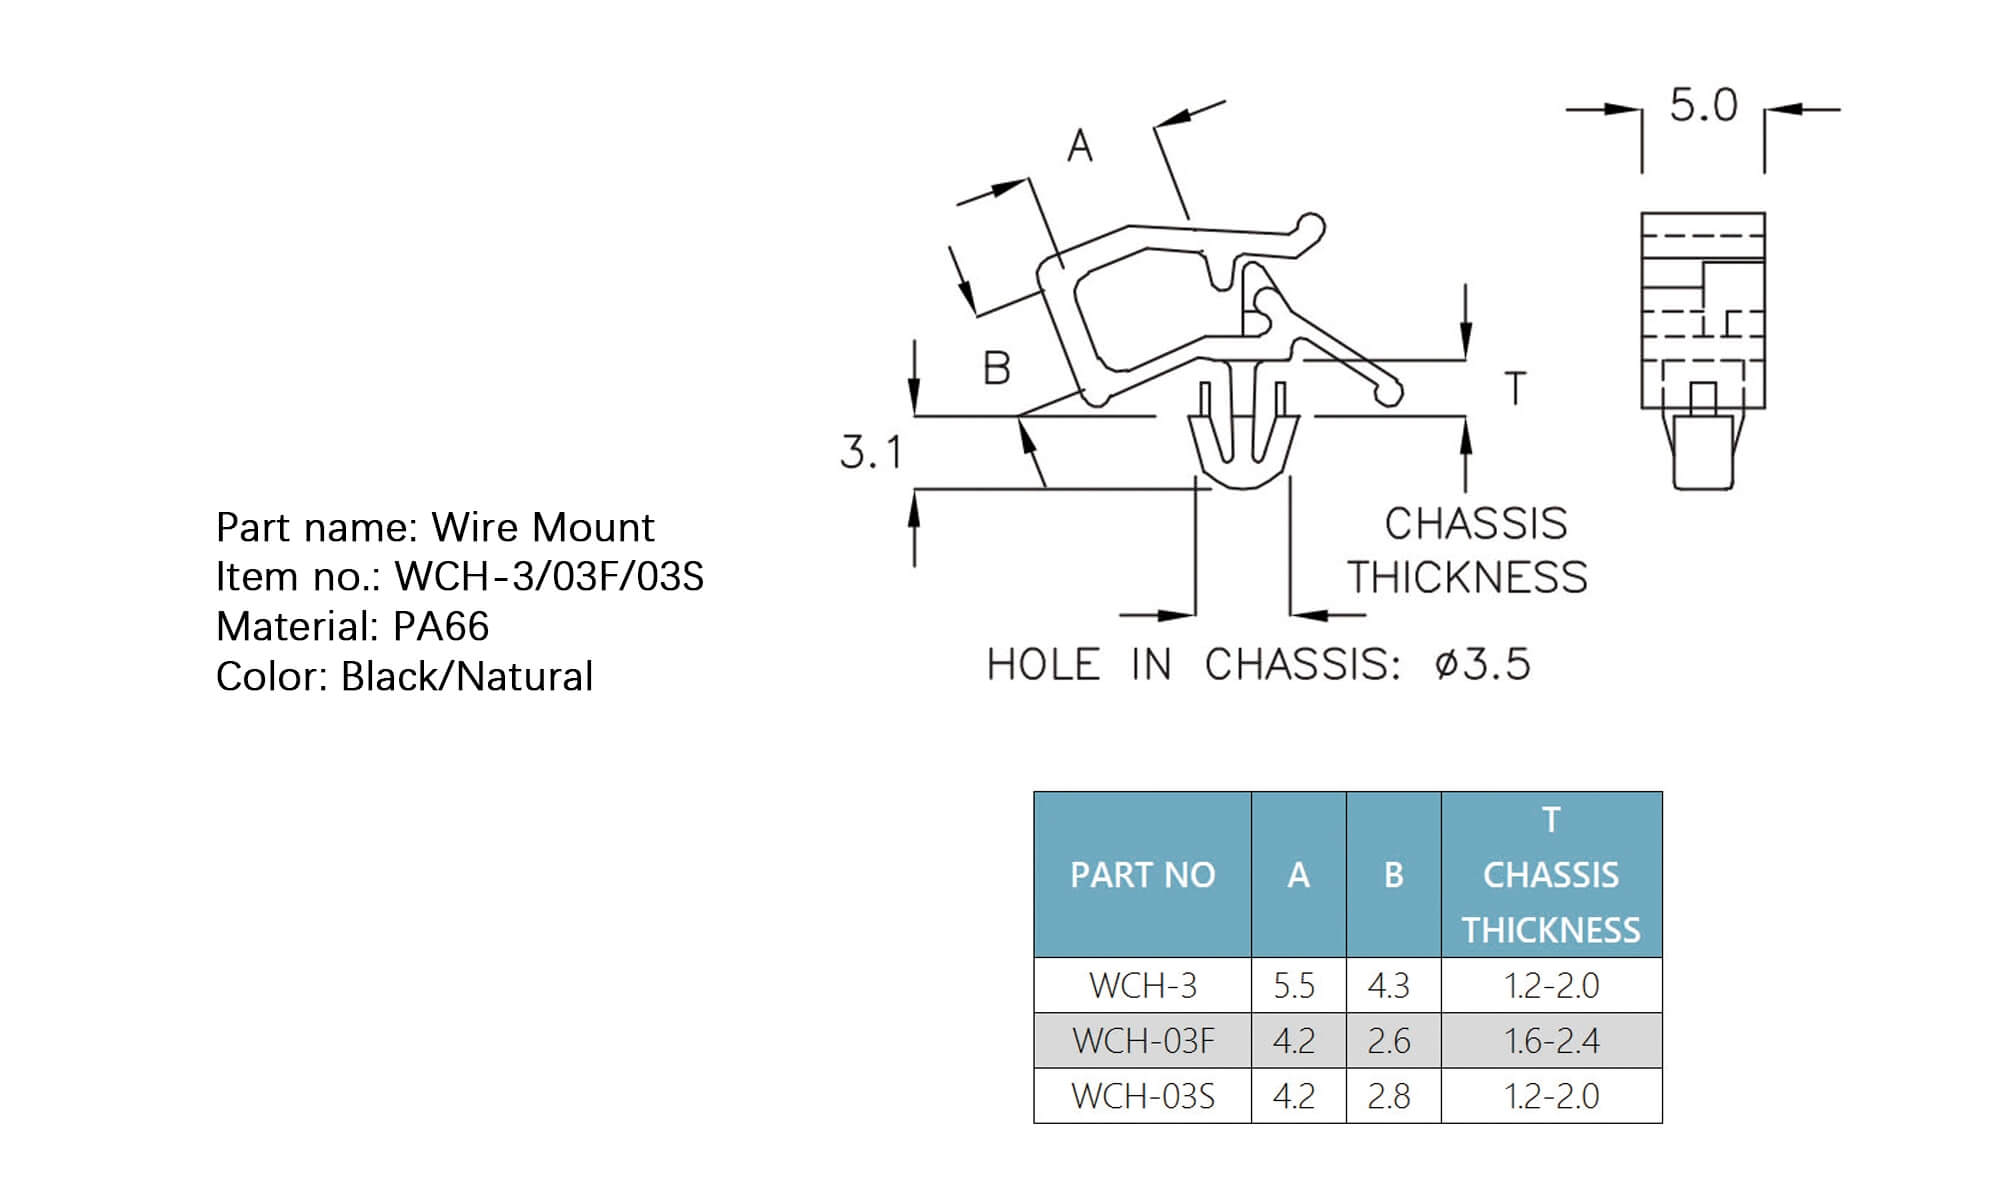 A
5.0
B
T
3.1
CHASSIS
THICKNESS
HOLE IN CHASSIS: ø3.5
Part name: Wire Mount
Item no.: WCH-3/03F/03S
Material: PA66
Color: Black/Natural
T
PART NO A B CHASSIS
THICKNESS
WCH-3 5.5 4.3 1.2-2.0
WCH-03F 4.2 2.6 1.6-2.4
WCH-03S 4.2 2.8 1.2-2.0